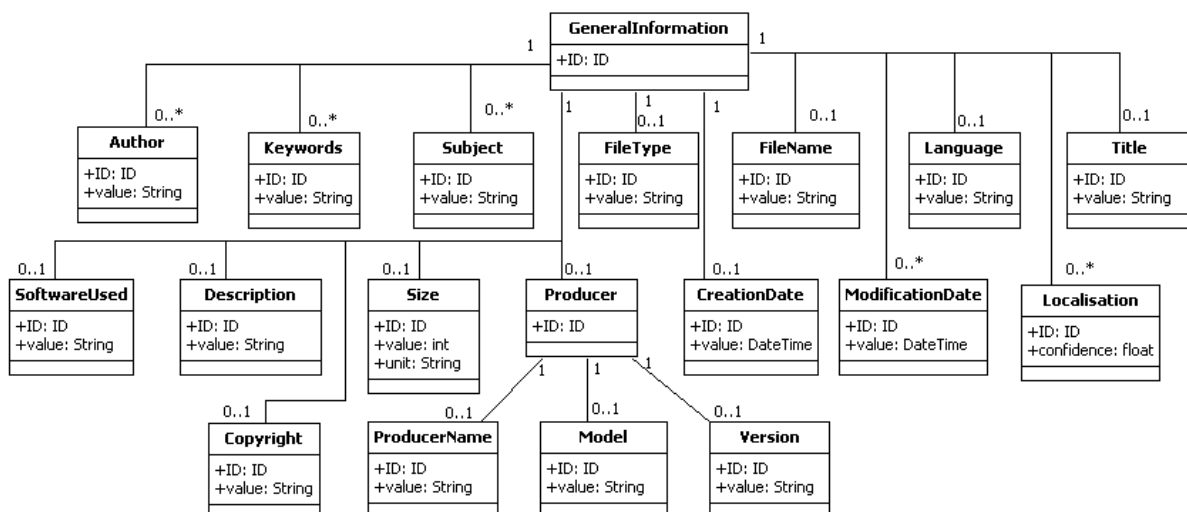 GeneralInformation
+ID: ID
1
1
0..*
0..*
0..*
1
1
0..1
1
0..1
0..1
0..1
Author
+ID: ID
+value: String
Keywords
+ID: ID
+value: String
Subject
+ID: ID
+value: String
FileType
+ID: ID
+value: String
FileName
+ID: ID
+value: String
Language
+ID: ID
+value: String
Title
+ID: ID
+value: String
0..1
0..1
0..1
0..1
0..1
0..*
0..*
SoftwareUsed
+ID: ID
+value: String
Description
+ID: ID
+value: String
Size
+ID: ID
+value: int
+unit: String
Producer
+ID: ID
CreationDate
+ID: ID
+value: DateTime
ModificationDate
+ID: ID
+value: DateTime
Localisation
+ID: ID
+confidence: float
1
1
1
0..1
0..1
0..1
0..1
Copyright
+ID: ID
+value: String
ProducerName
+ID: ID
+value: String
Model
+ID: ID
+value: String
Version
+ID: ID
+value: String